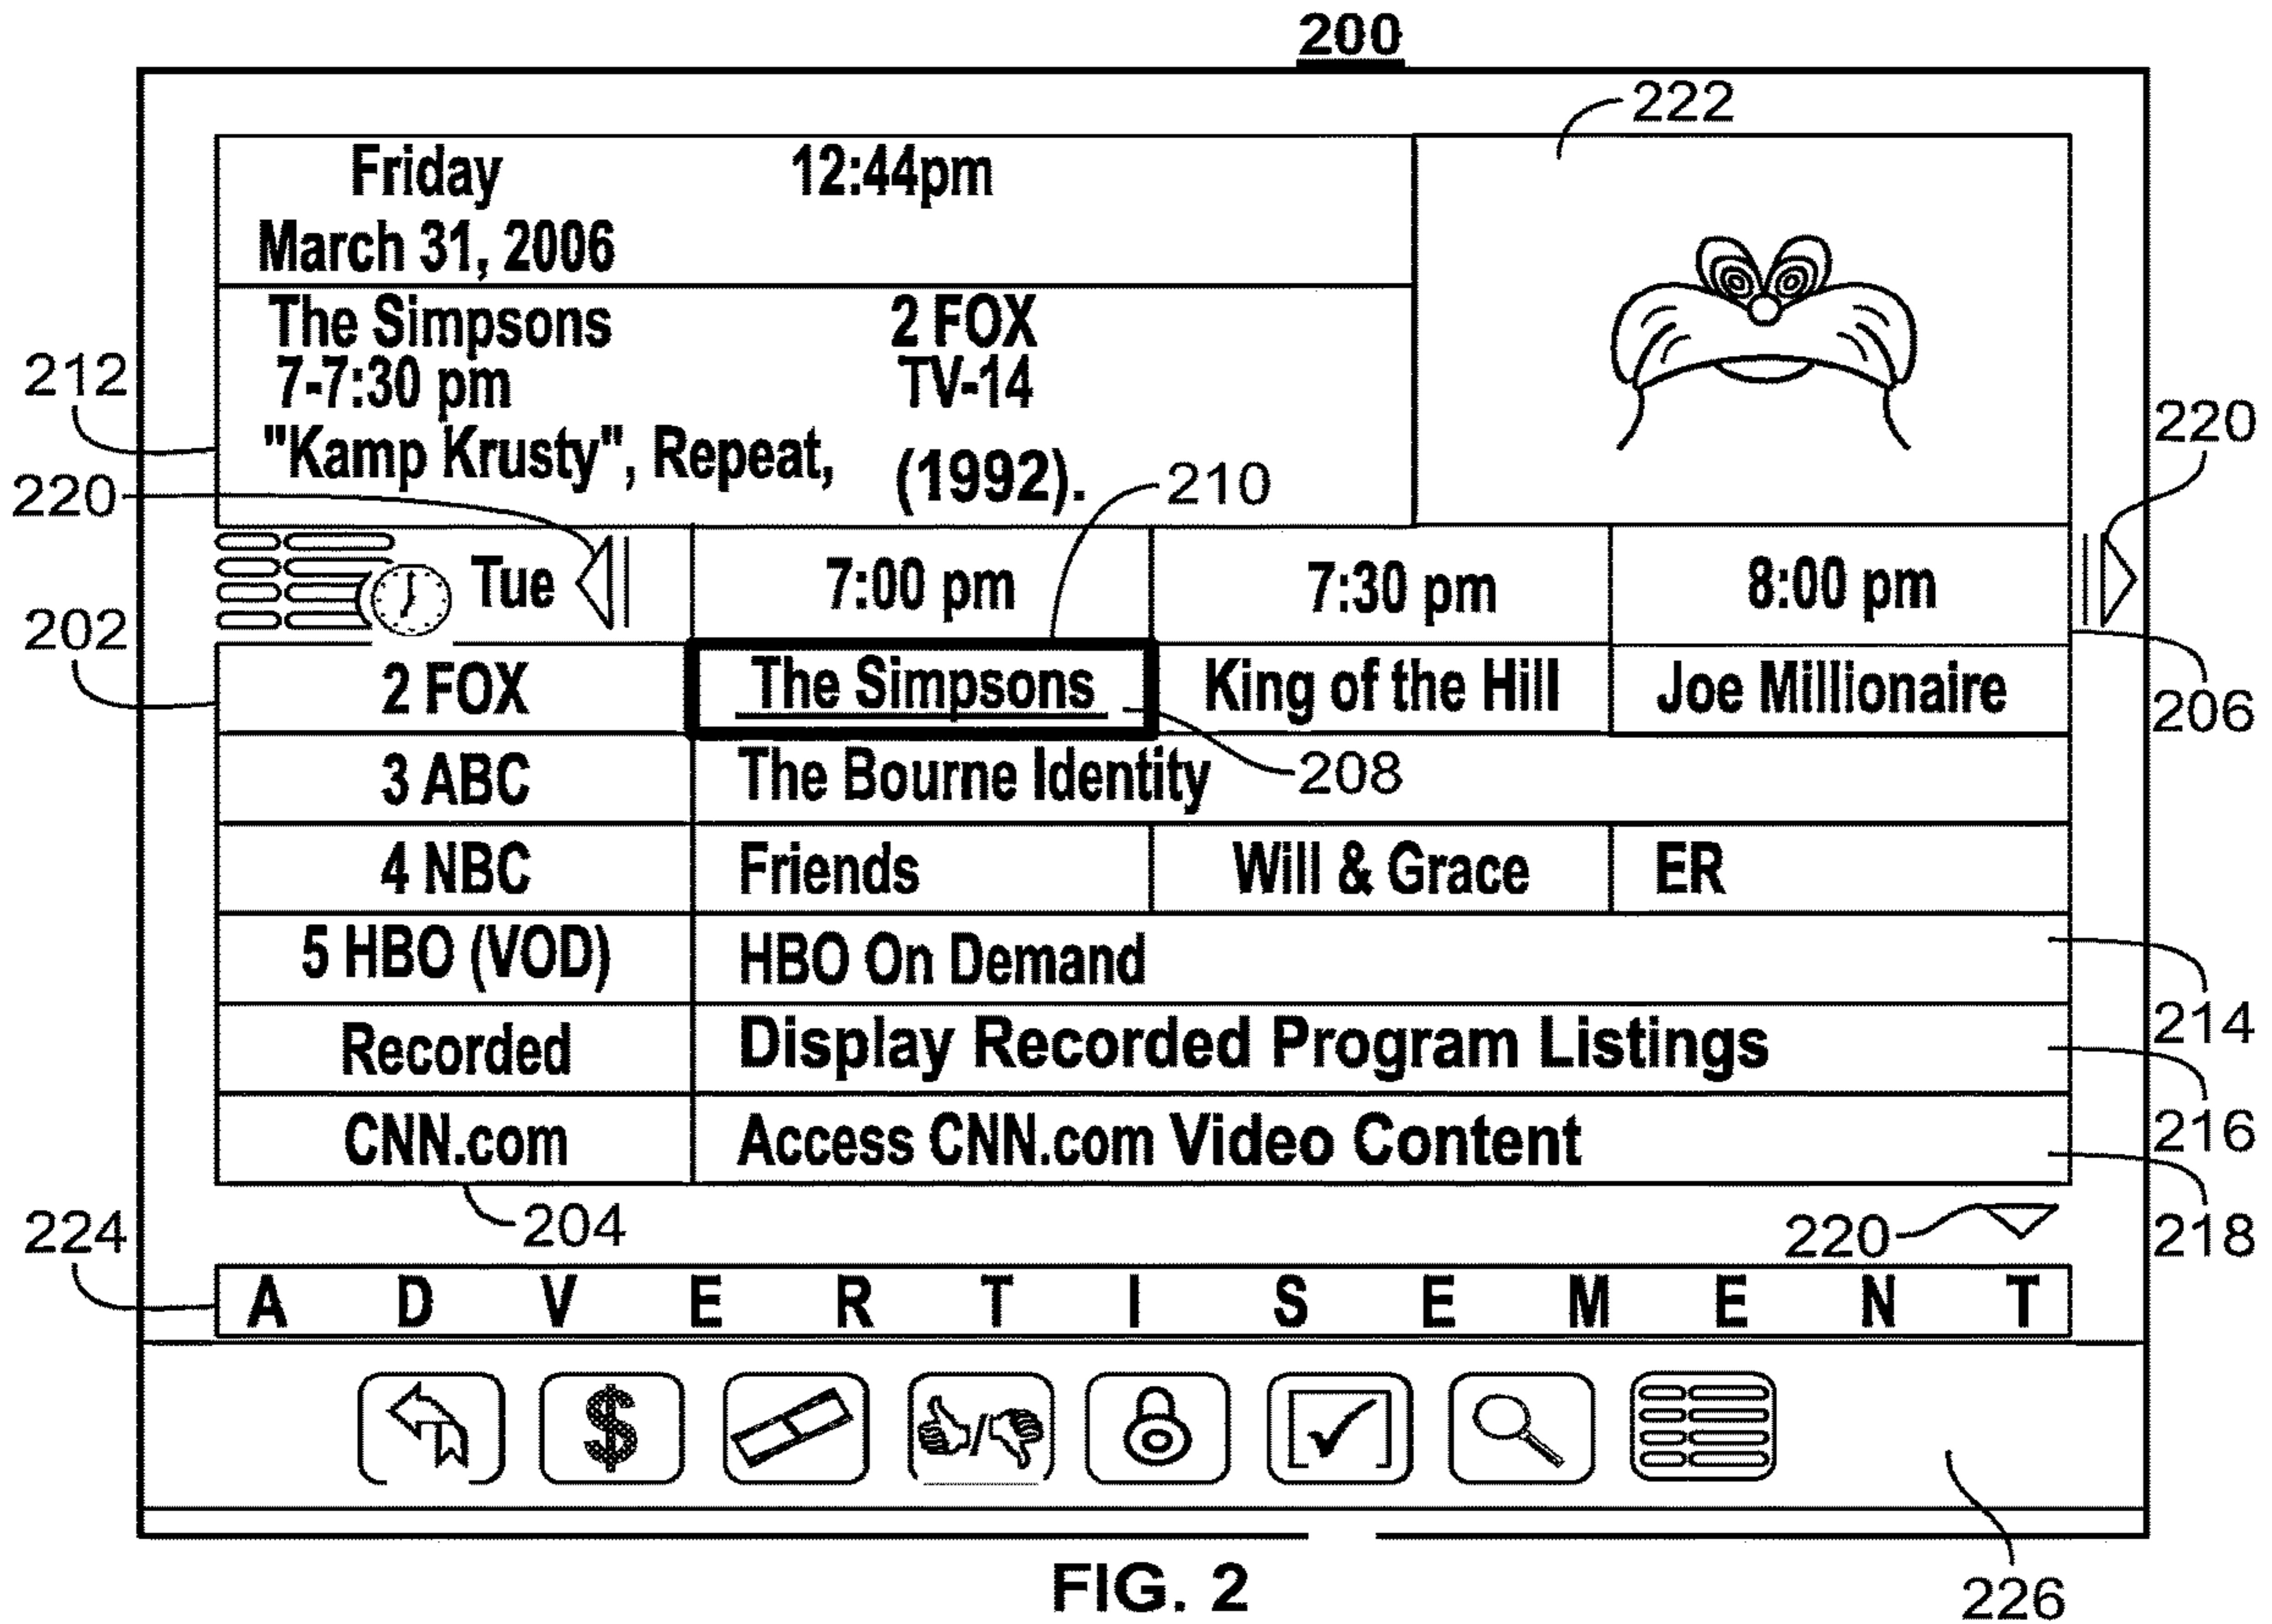 200
222
Friday 12:44pm
March 31, 2006
The Simpsons 2 FOX
212
7-7:30 pm TV-14
220
"Kamp Krusty", Repeat, (1992).
210
220
Tue 7:00 pm 7:30 pm 8:00 pm
202
2 FOX The Simpsons King of the Hill Joe Millionaire
206
3 ABC The Bourne Identity
208
4 NBC Friends Will & Grace ER
5 HBO (VOD) HBO On Demand
214
Recorded Display Recorded Program Listings
216
CNN.com Access CNN.com Video Content
204
224
220
218
A D V E R T I S E M E N T
$
/
FIG. 2
226